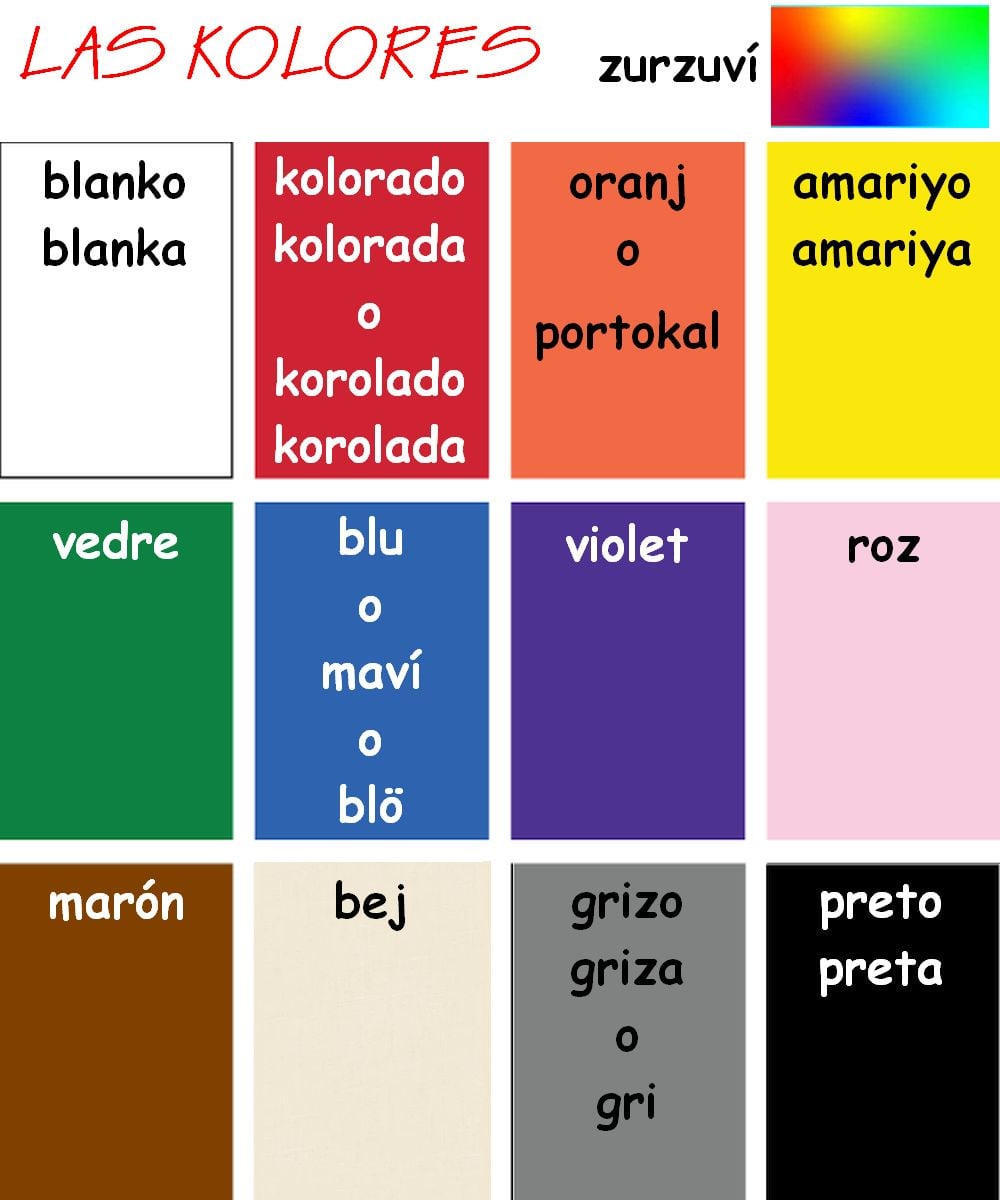 LAS KOLORES
zurzuví
blanko
blanka
kolorado
kolorada
o
korolado
korolada
oranj
o
portokal
amariyo
amariya
vedre
blu
o
maví
o
blö
violet
roz
marón
bej
grizo
griza
o
gri
preto
preta